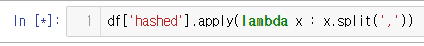 In [*]: 1 df['hashed'].apply(lambda x : x.split(','))